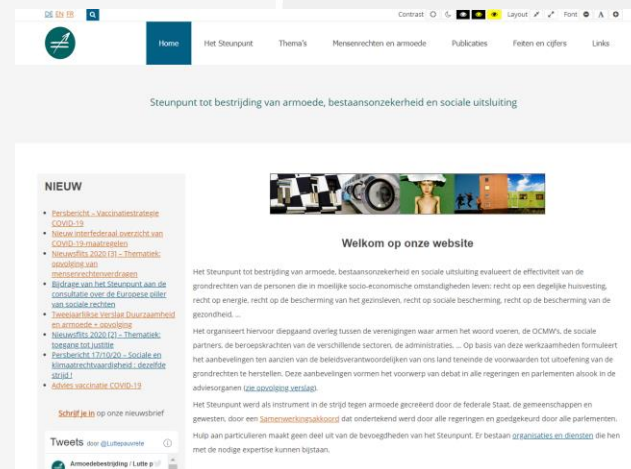 DE EN FR
Contrast
Layout
Font
A
Home
Het Steunpunt
Thema's
Mensenrechten en armoede
Publicaties
Feiten en cijfers
Links
Steunpunt tot bestrijding van armoede, bestaansonzekerheid en sociale uitsluiting
NIEUW
Persbericht – Vaccinatiestrategie
COVID-19
Nieuw interfederaal overzicht van
COVID-19-maatregelen
Nieuwsflits 2020 (3) – Thematiek:
opvolging van
mensenrechtenverdragen
Bijdrage van het Steunpunt aan de
consultatie over de Europese pijler
van sociale rechten
Tweejaarlijkse Verslag Duurzaamheid
en armoede + opvolging
Nieuwsflits 2020 (2) – Thematiek:
toegang tot justitie
Persbericht 17/10/20 – Sociale en
klimaatrechtvaardigheid : dezelfde
strijd !
Advies vaccinatie COVID-19
Schrijf je in op onze nieuwsbrief
Tweets door @Luttepauvrete
Armoedebestrijding / Lutte p
Welkom op onze website
Het Steunpunt tot bestrijding van armoede, bestaansonzekerheid en sociale uitsluiting evalueert de effectiviteit van de
grondrechten van de personen die in moeilijke socio-economische omstandigheden leven: recht op een degelijke huisvesting,
recht op energie, recht op de bescherming van het gezinsleven, recht op sociale bescherming, recht op de bescherming van de
gezondheid, ...
Het organiseert hiervoor diepgaand overleg tussen de verenigingen waar armen het woord voeren, de OCMW's, de sociale
partners, de beroepskrachten van de verschillende sectoren, de administraties, ... Op basis van deze werkzaamheden formuleert
het aanbevelingen ten aanzien van de beleidsverantwoordelijken van ons land teneinde de voorwaarden tot uitoefening van de
grondrechten te herstellen. Deze aanbevelingen vormen het voorwerp van debat in alle regeringen en parlementen alsook in de
adviesorganen (zie opvolging verslag).
Het Steunpunt werd als instrument in de strijd tegen armoede gecreëerd door de federale Staat, de gemeenschappen en
gewesten, door een Samenwerkingsakkoord dat ondertekend werd door alle regeringen en goedgekeurd door alle parlementen.
Hulp aan particulieren maakt geen deel uit van de bevoegdheden van het Steunpunt. Er bestaan organisaties en diensten die hen
met de nodige expertise kunnen bijstaan.